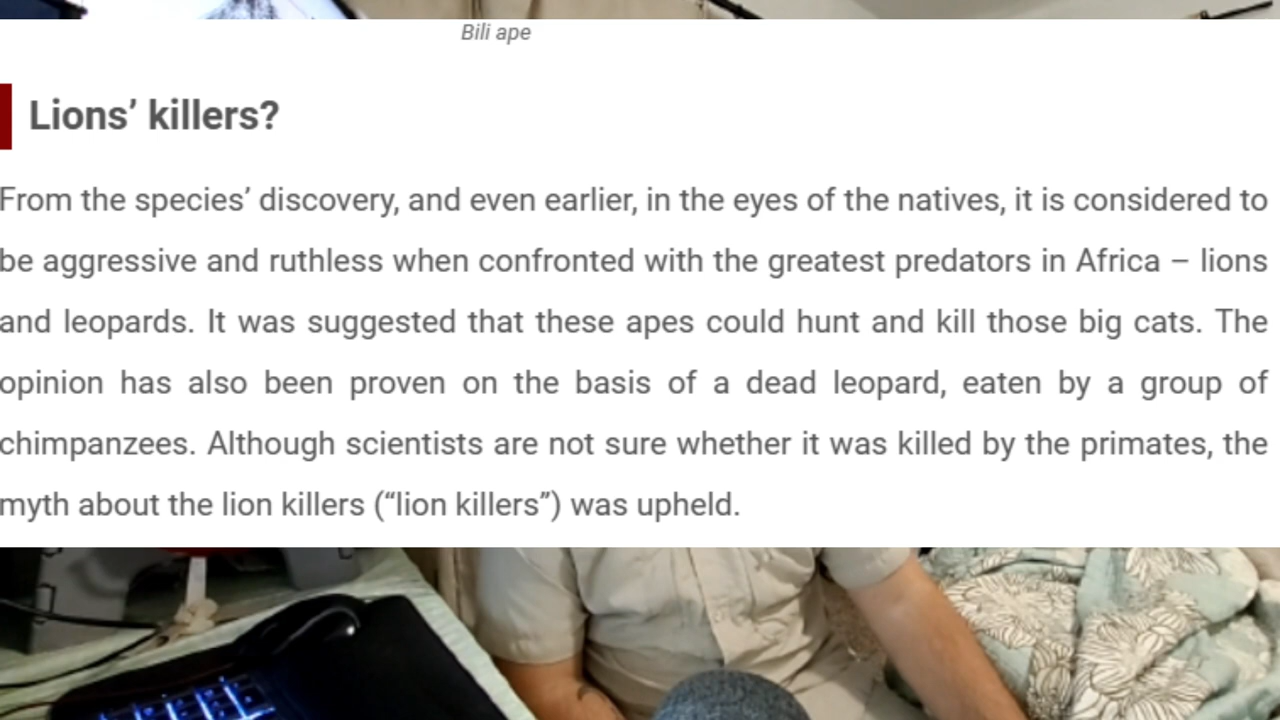 Bili ape
Lions’ killers?
From the species’ discovery, and even earlier, in the eyes of the natives, it is considered to
be aggressive and ruthless when confronted with the greatest predators in Africa – lions
and leopards. It was suggested that these apes could hunt and kill those big cats. The
opinion has also been proven on the basis of a dead leopard, eaten by a group of
chimpanzees. Although scientists are not sure whether it was killed by the primates, the
myth about the lion killers (“lion killers”) was upheld.